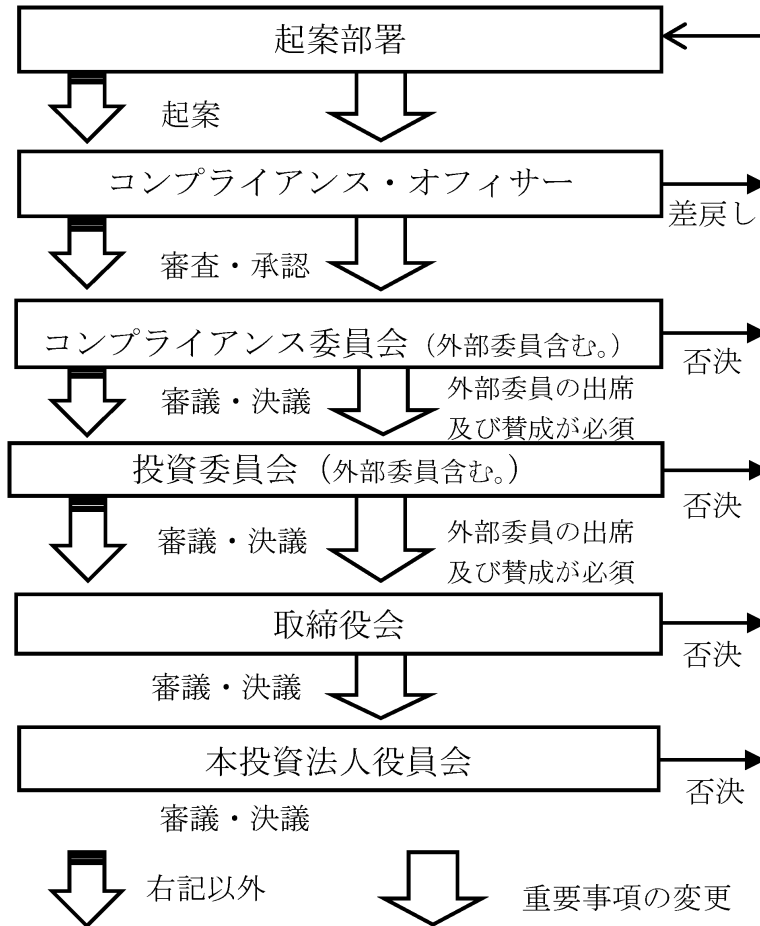 起案部署
起案
コンプライアンス・オフィサー
差戻し
審査・承認
コンプライアンス委員会（外部委員含む。）
否決
審議・決議
外部委員の出席
及び賛成が必須
投資委員会（外部委員含む。）
否決
審議・決議
外部委員の出席
及び賛成が必須
取締役会
否決
審議・決議
本投資法人役員会
否決
審議・決議
右記以外
重要事項の変更